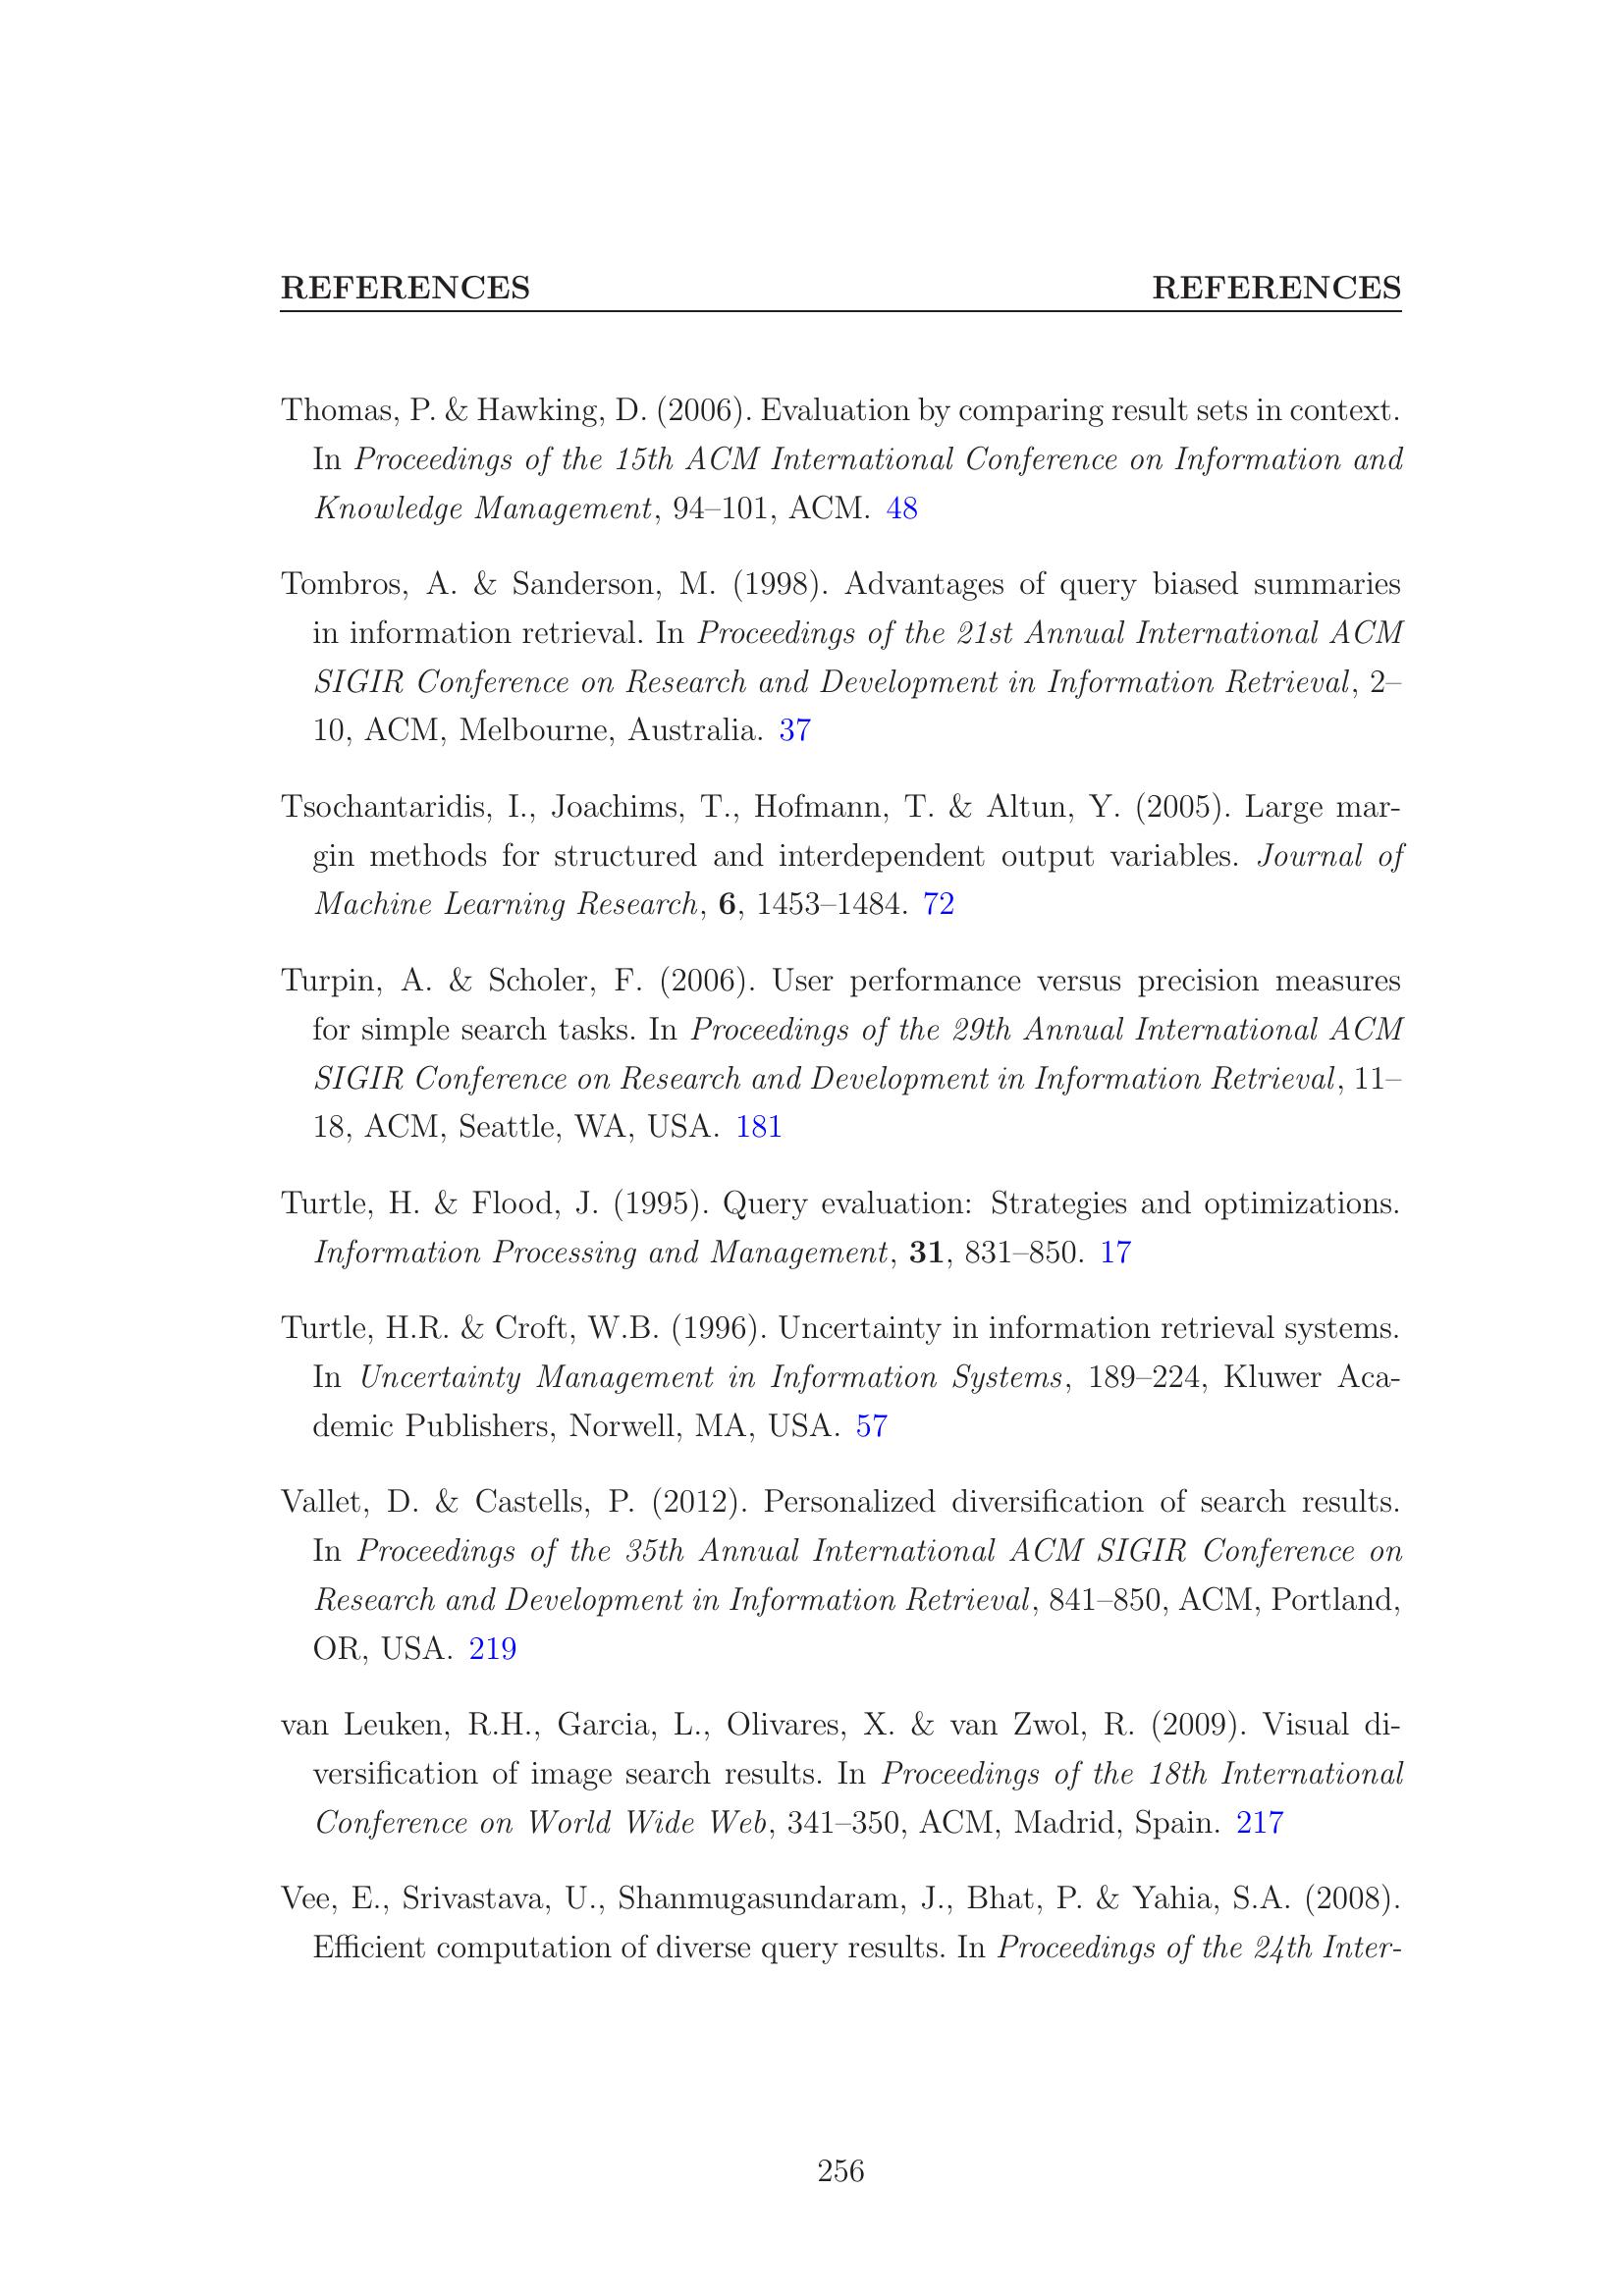 REFERENCES REFERENCES
Thomas, P. & Hawking, D. (2006). Evaluation by comparing result sets in context.
In Proceedings of the 15th ACM International Conference on Information and
Knowledge Management, 94–101, ACM. 48
Tombros, A. & Sanderson, M. (1998). Advantages of query biased summaries
in information retrieval. In Proceedings of the 21st Annual International ACM
SIGIR Conference on Research and Development in Information Retrieval, 2–
10, ACM, Melbourne, Australia. 37
Tsochantaridis, I., Joachims, T., Hofmann, T. & Altun, Y. (2005). Large mar-
gin methods for structured and interdependent output variables. Journal of
Machine Learning Research, 6, 1453–1484. 72
Turpin, A. & Scholer, F. (2006). User performance versus precision measures
for simple search tasks. In Proceedings of the 29th Annual International ACM
SIGIR Conference on Research and Development in Information Retrieval, 11–
18, ACM, Seattle, WA, USA. 181
Turtle, H. & Flood, J. (1995). Query evaluation: Strategies and optimizations.
Information Processing and Management, 31, 831–850. 17
Turtle, H.R. & Croft, W.B. (1996). Uncertainty in information retrieval systems.
In Uncertainty Management in Information Systems, 189–224, Kluwer Aca-
demic Publishers, Norwell, MA, USA. 57
Vallet, D. & Castells, P. (2012). Personalized diversification of search results.
In Proceedings of the 35th Annual International ACM SIGIR Conference on
Research and Development in Information Retrieval, 841–850, ACM, Portland,
OR, USA. 219
van Leuken, R.H., Garcia, L., Olivares, X. & van Zwol, R. (2009). Visual di-
versification of image search results. In Proceedings of the 18th International
Conference on World Wide Web, 341–350, ACM, Madrid, Spain. 217
Vee, E., Srivastava, U., Shanmugasundaram, J., Bhat, P. & Yahia, S.A. (2008).
Efficient computation of diverse query results. In Proceedings of the 24th Inter-
256